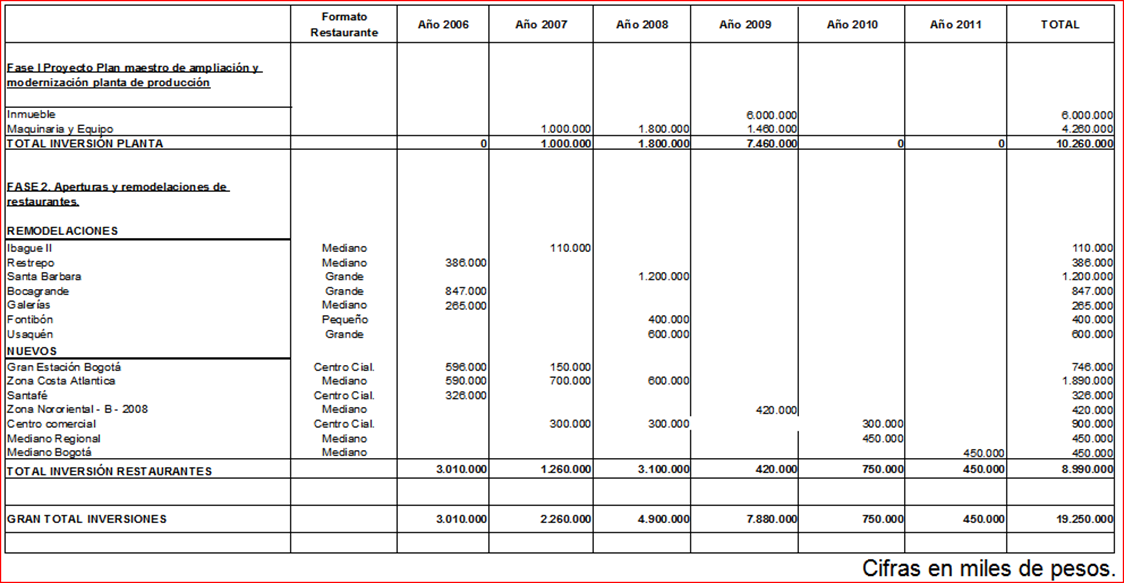 Formato Restaurante Año 2006 Año 2007 Año 2008 Año 2009 Año 2010 Año 2011 TOTAL
Fase I Proyecto Plan maestro de ampliación y
modernización planta de producción
Inmueble 6.000.000 6.000.000
Maquinaria y Equipo 1.000.000 1.800.000 1.460.000 4.260.000
TOTAL INVERSIÓN PLANTA 0 1.000.000 1.800.000 7.460.000 0 0 10.260.000
FASE 2. Aperturas y remodelaciones de
restaurantes.
REMODELACIONES
Ibague II Mediano 110.000 110.000
Restrepo Mediano 386.000 386.000
Santa Barbara Grande 1.200.000 1.200.000
Bocagrande Grande 847.000 847.000
Galerías Mediano 265.000 265.000
Fontibón Pequeño 400.000 400.000
Usaquén Grande 600.000 600.000
NUEVOS
Gran Estación Bogotá Centro Cial. 596.000 150.000 746.000
Zona Costa Atlantica Mediano 590.000 700.000 600.000 1.890.000
Santafé Centro Cial. 326.000 326.000
Zona Nororiental - B - 2008 Mediano 420.000 420.000
Centro comercial Centro Cial. 300.000 300.000 300.000 900.000
Mediano Regional Mediano 450.000 450.000
Mediano Bogotá Mediano 450.000 450.000
TOTAL INVERSIÓN RESTAURANTES 3.010.000 1.260.000 3.100.000 420.000 750.000 450.000 8.990.000
GRAN TOTAL INVERSIONES 3.010.000 2.260.000 4.900.000 7.880.000 750.000 450.000 19.250.000
Cifras en miles de pesos.